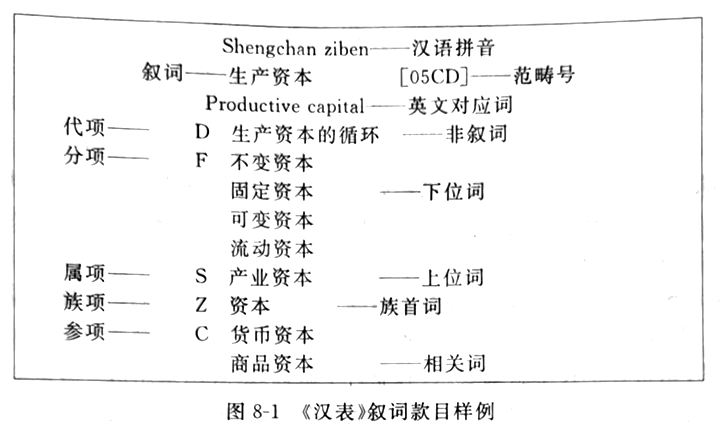 Shengchan ziben——汉语拼音
叙词——生产资本 [05CD]——范畴号
Productive capital——英文对应词
代项—— D 生产资本的循环 ——非叙词
分项—— F 不变资本
固定资本 ——下位词
可变资本
流动资本
属项—— S 产业资本 ——上位词
族项—— Z 资本 ——族首词
参项—— C 货币资本
商品资本 ——相关词
图 8-1 《汉表》叙词款目样例